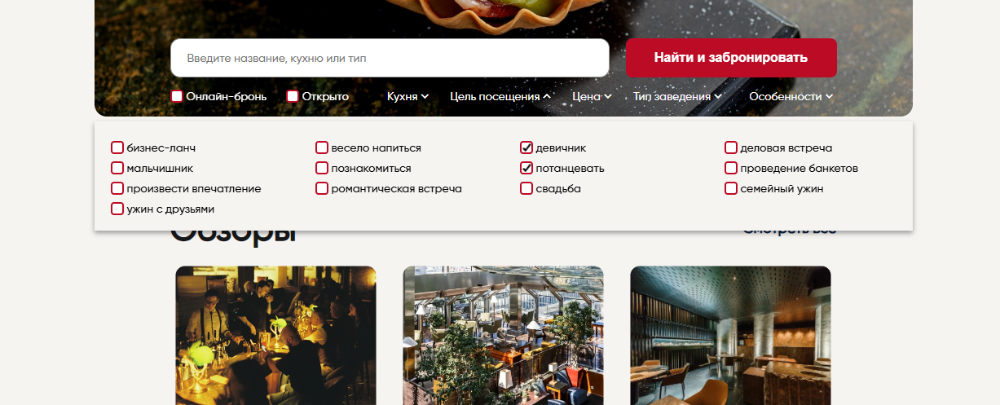 Введите название, кухню или тип
Найти и забронировать
Онлайн-бронь Открыто Кухня Цель посещения Цена Тип заведения Особенности
бизнес-ланч весело напиться девичник деловая встреча
мальчишник познакомиться потанцевать проведение банкетов
произвести впечатление романтическая встреча свадьба семейный ужин
ужин с друзьями
Обзоры Смотреть все